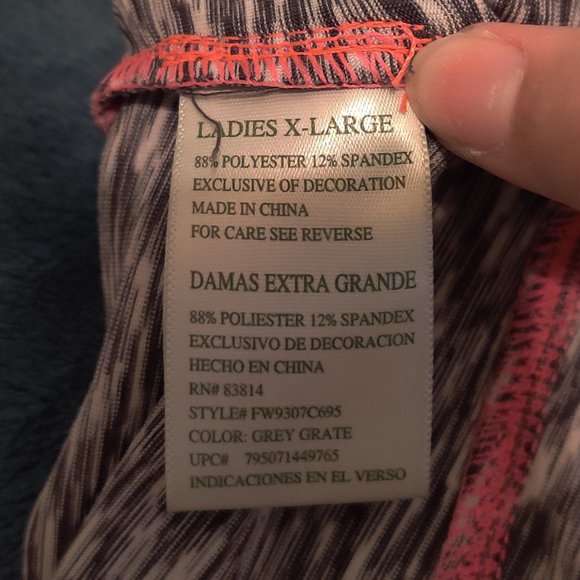 LADIES X-LARGE
88% POLYESTER 12% SPANDEX
EXCLUSIVE OF DECORATION
MADE IN CHINA
FOR CARE SEE REVERSE
DAMAS EXTRA GRANDE
88% POLIESTER 12% SPANDEX
EXCLUSIVO DE DECORACION
HECHO EN CHINA
RN# 83814
STYLE# FW9307C695
COLOR: GREY GRATE
UPC# 795071449765
INDICACIONES EN EL VERSO